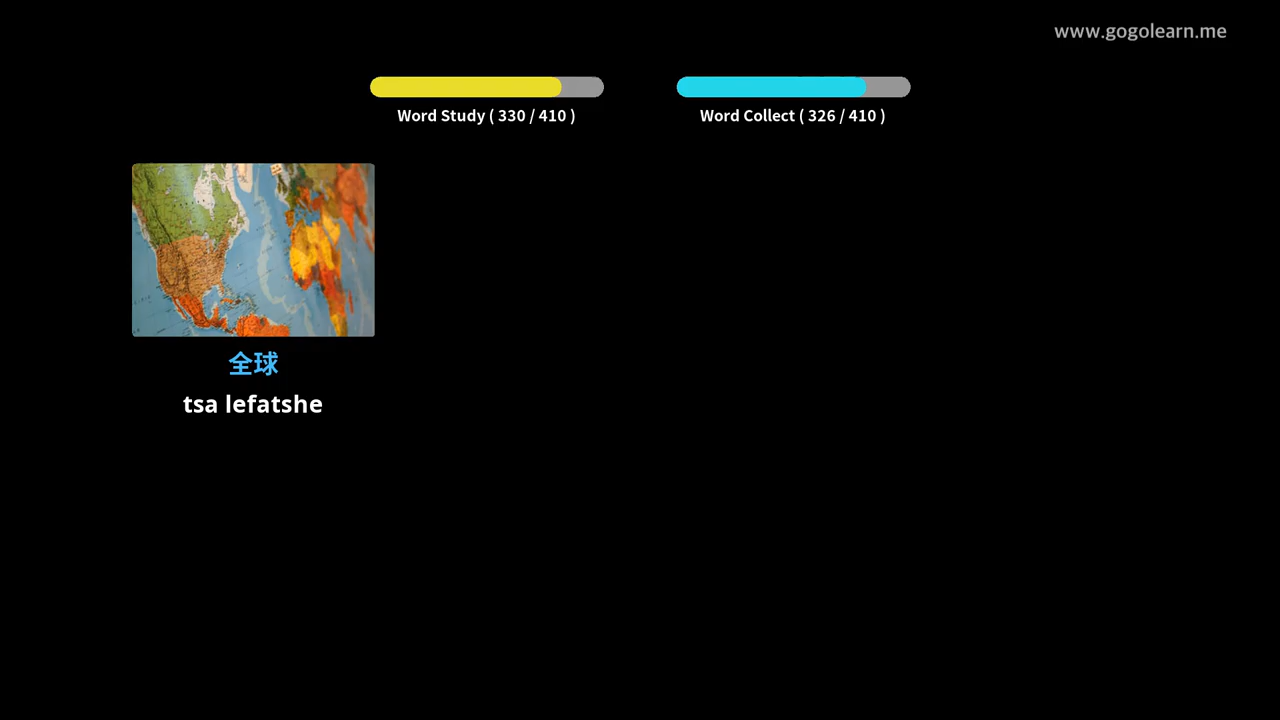 www.gogolearn.me
Word Study ( 330 / 410 )
Word Collect ( 326 / 410 )
全球
tsa lefatshe